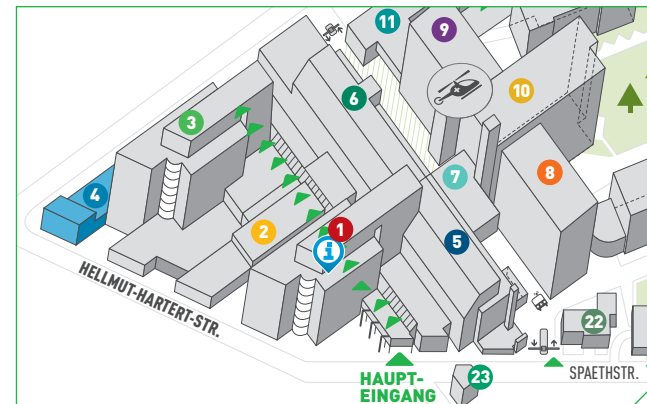 11
9
6
10
3
7
8
4
2
1
i
5
HELLMUT-HARTERT-STR.
22
HAUPT-
EINGANG
23
SPAETHSTR.